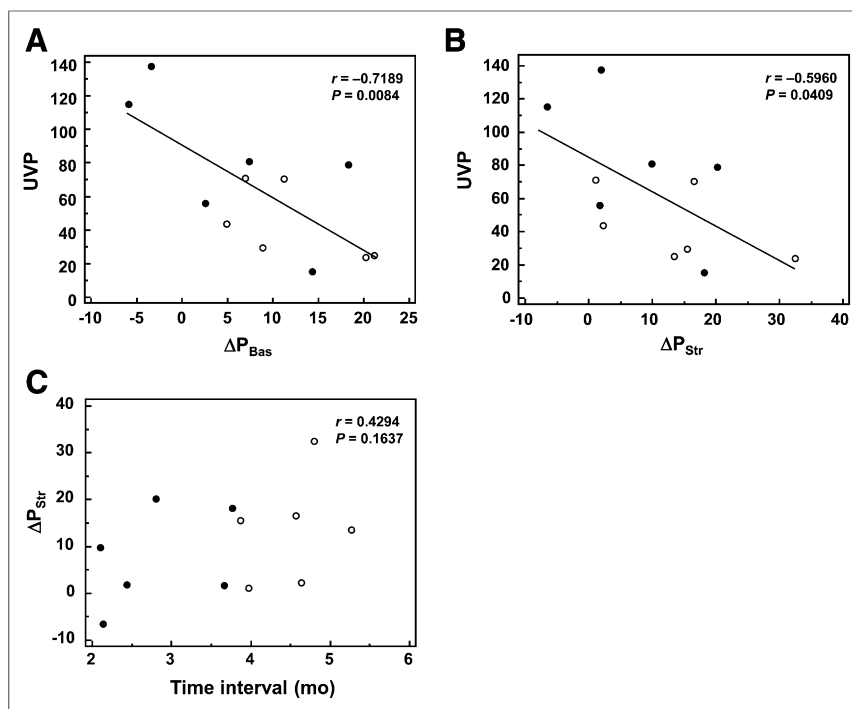 A
B
r = –0.7189
P = 0.0084
UVP
140
120
100
80
60
40
20
0
-10
-5
0
5
10
15
20
25
ΔPBas
r = –0.5960
P = 0.0409
UVP
140
120
100
80
60
40
20
0
-10
0
10
20
30
40
ΔPStr
C
r = 0.4294
P = 0.1637
ΔPStr
40
30
20
10
0
-10
2
3
4
5
6
Time interval (mo)